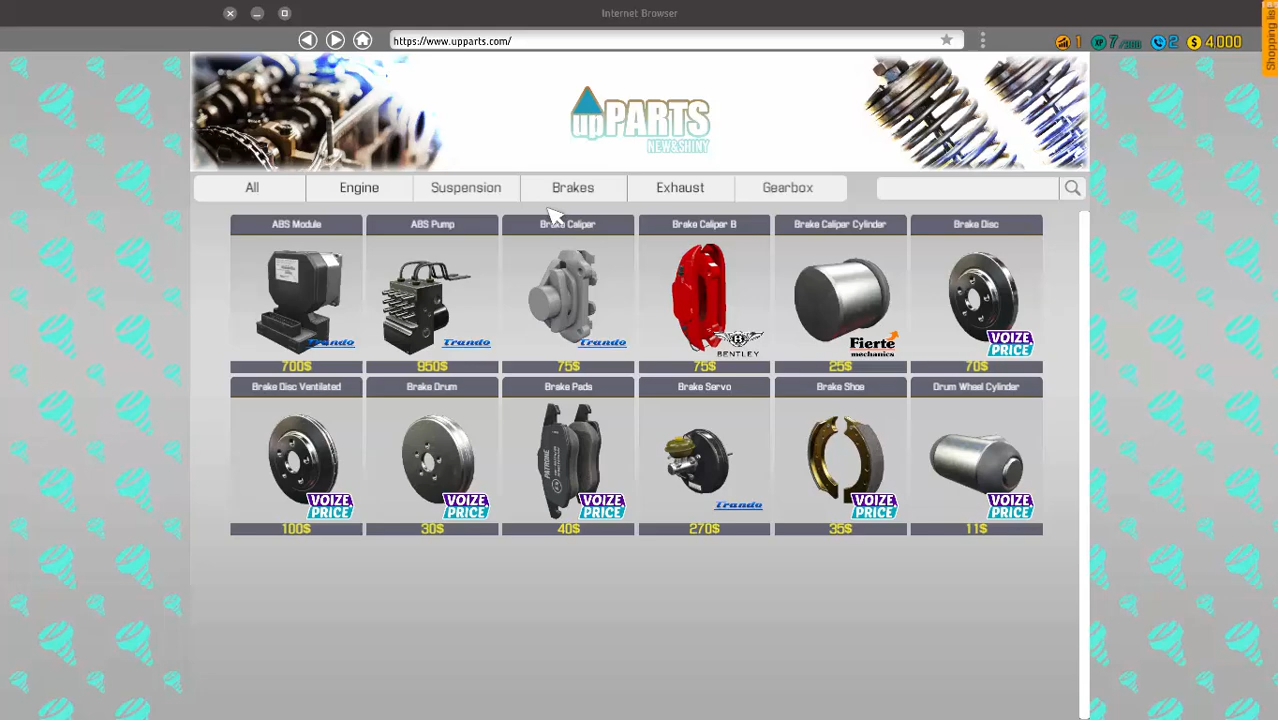 Internet Browser
https://www.upparts.com/
1 7 2 $ 4000
Shopping list
upPARTS
NEW&SHINY
All Engine Suspension Brakes Exhaust Gearbox
ABS Module ABS Pump Brake Caliper Brake Caliper B Brake Caliper Cylinder Brake Disc
Trando Trando Trando BENTLEY Fierte mechanics VOIZE PRICE
700$ 950$ 75$ 75$ 25$ 70$
Brake Disc Ventilated Brake Drum Brake Pads Brake Servo Brake Shoe Drum Wheel Cylinder
VOIZE PRICE VOIZE PRICE VOIZE PRICE Trando VOIZE PRICE VOIZE PRICE
100$ 30$ 40$ 270$ 35$ 11$